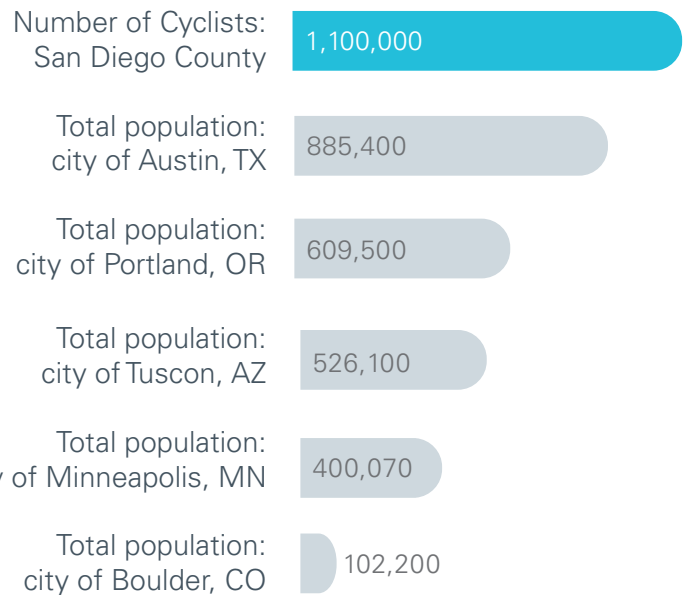 Number of Cyclists:
San Diego County
1,100,000
Total population:
city of Austin, TX
885,400
Total population:
city of Portland, OR
609,500
Total population:
city of Tuscon, AZ
526,100
Total population:
y of Minneapolis, MN
400,070
Total population:
city of Boulder, CO
102,200